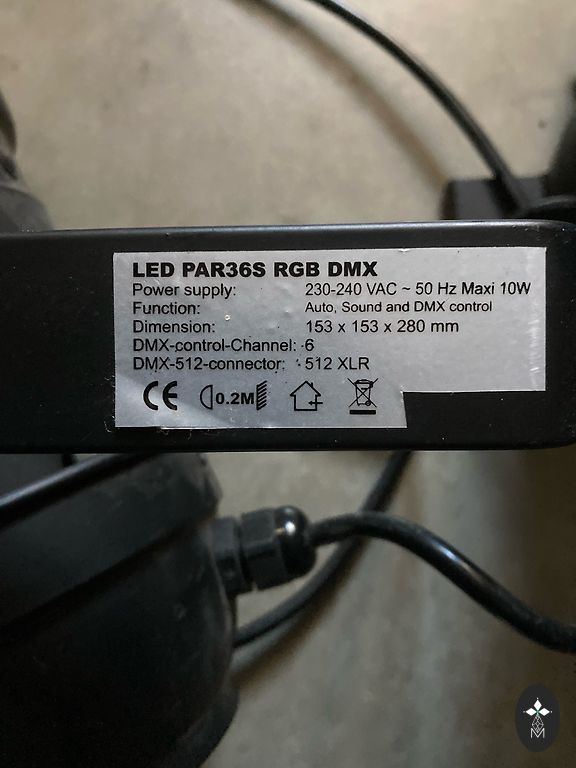 LED PAR36S RGB DMX
Power supply: 230-240 VAC ~ 50 Hz Maxi 10W
Function: Auto, Sound and DMX control
Dimension: 153 x 153 x 280 mm
DMX-control-Channel: 6
DMX-512-connector: 512 XLR
CE 0.2M
M